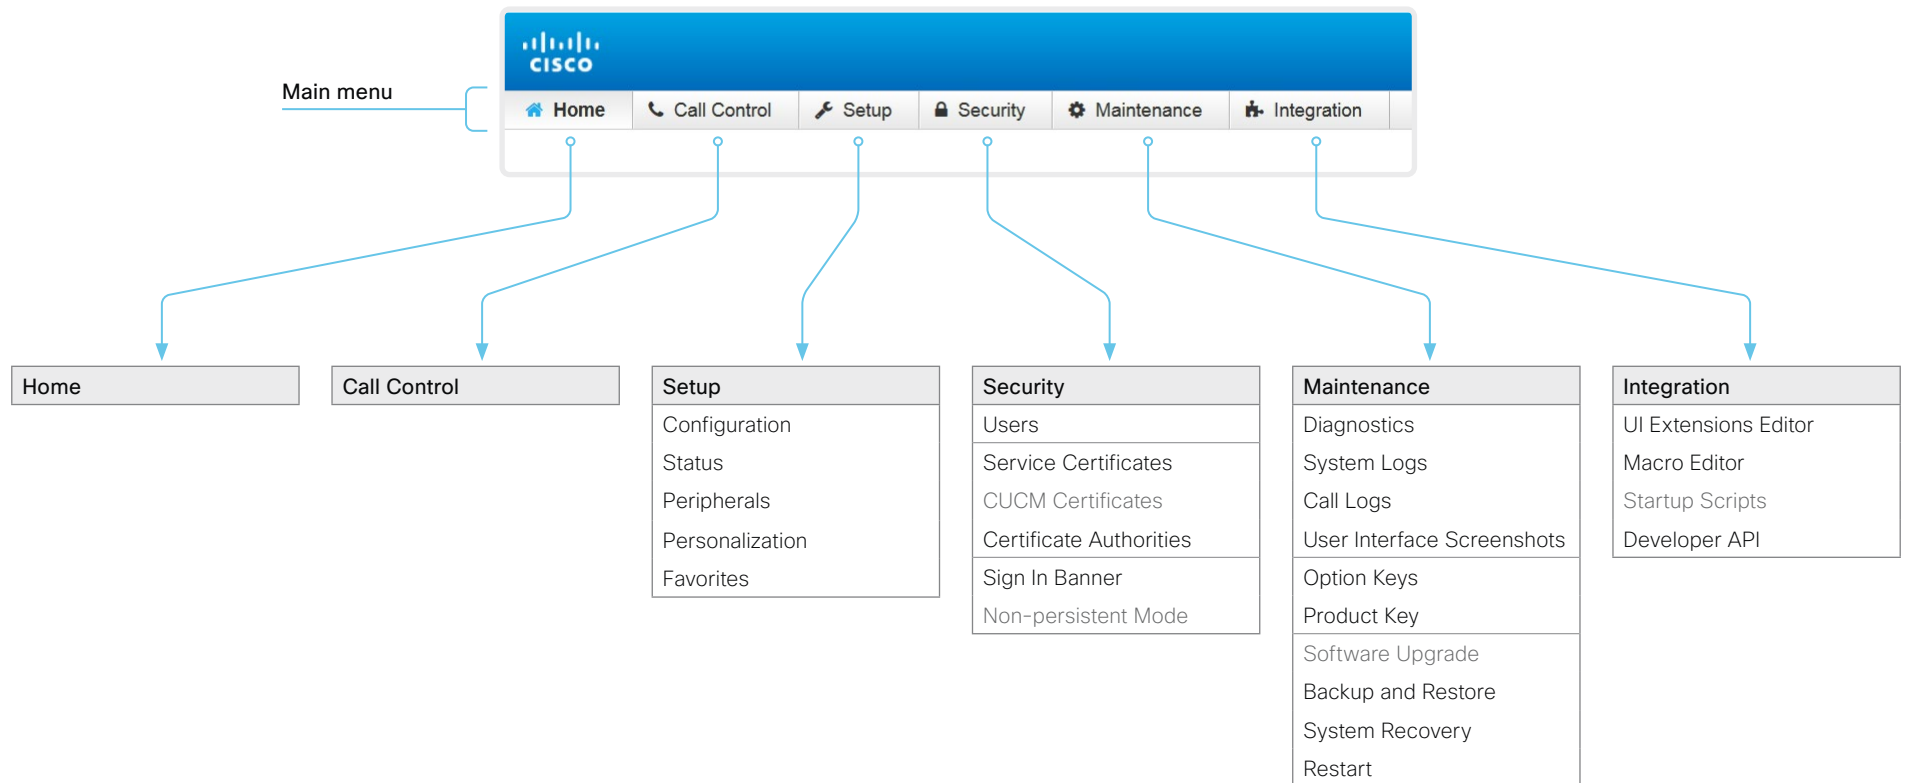 CISCO
Main menu
Home Call Control Setup Security Maintenance Integration
Home
Call Control
Setup
Configuration
Status
Peripherals
Personalization
Favorites
Security
Users
Service Certificates
CUCM Certificates
Certificate Authorities
Sign In Banner
Non-persistent Mode
Maintenance
Diagnostics
System Logs
Call Logs
User Interface Screenshots
Option Keys
Product Key
Software Upgrade
Backup and Restore
System Recovery
Restart
Integration
UI Extensions Editor
Macro Editor
Startup Scripts
Developer API